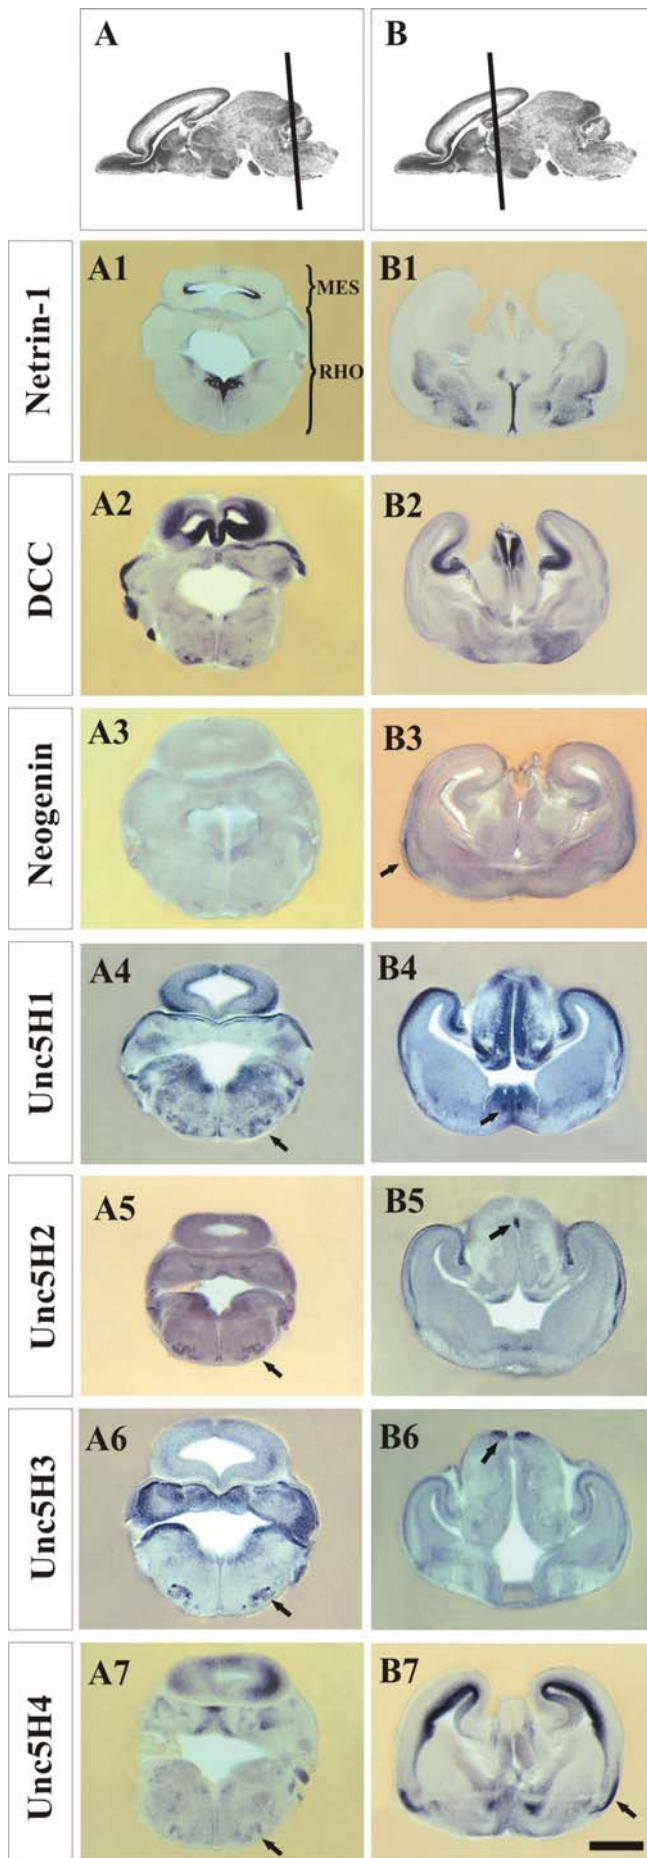 A B
Netrin-1 A1 MES RHO B1
DCC A2 B2
Neogenin A3 B3
Unc5H1 A4 B4
Unc5H2 A5 B5
Unc5H3 A6 B6
Unc5H4 A7 B7